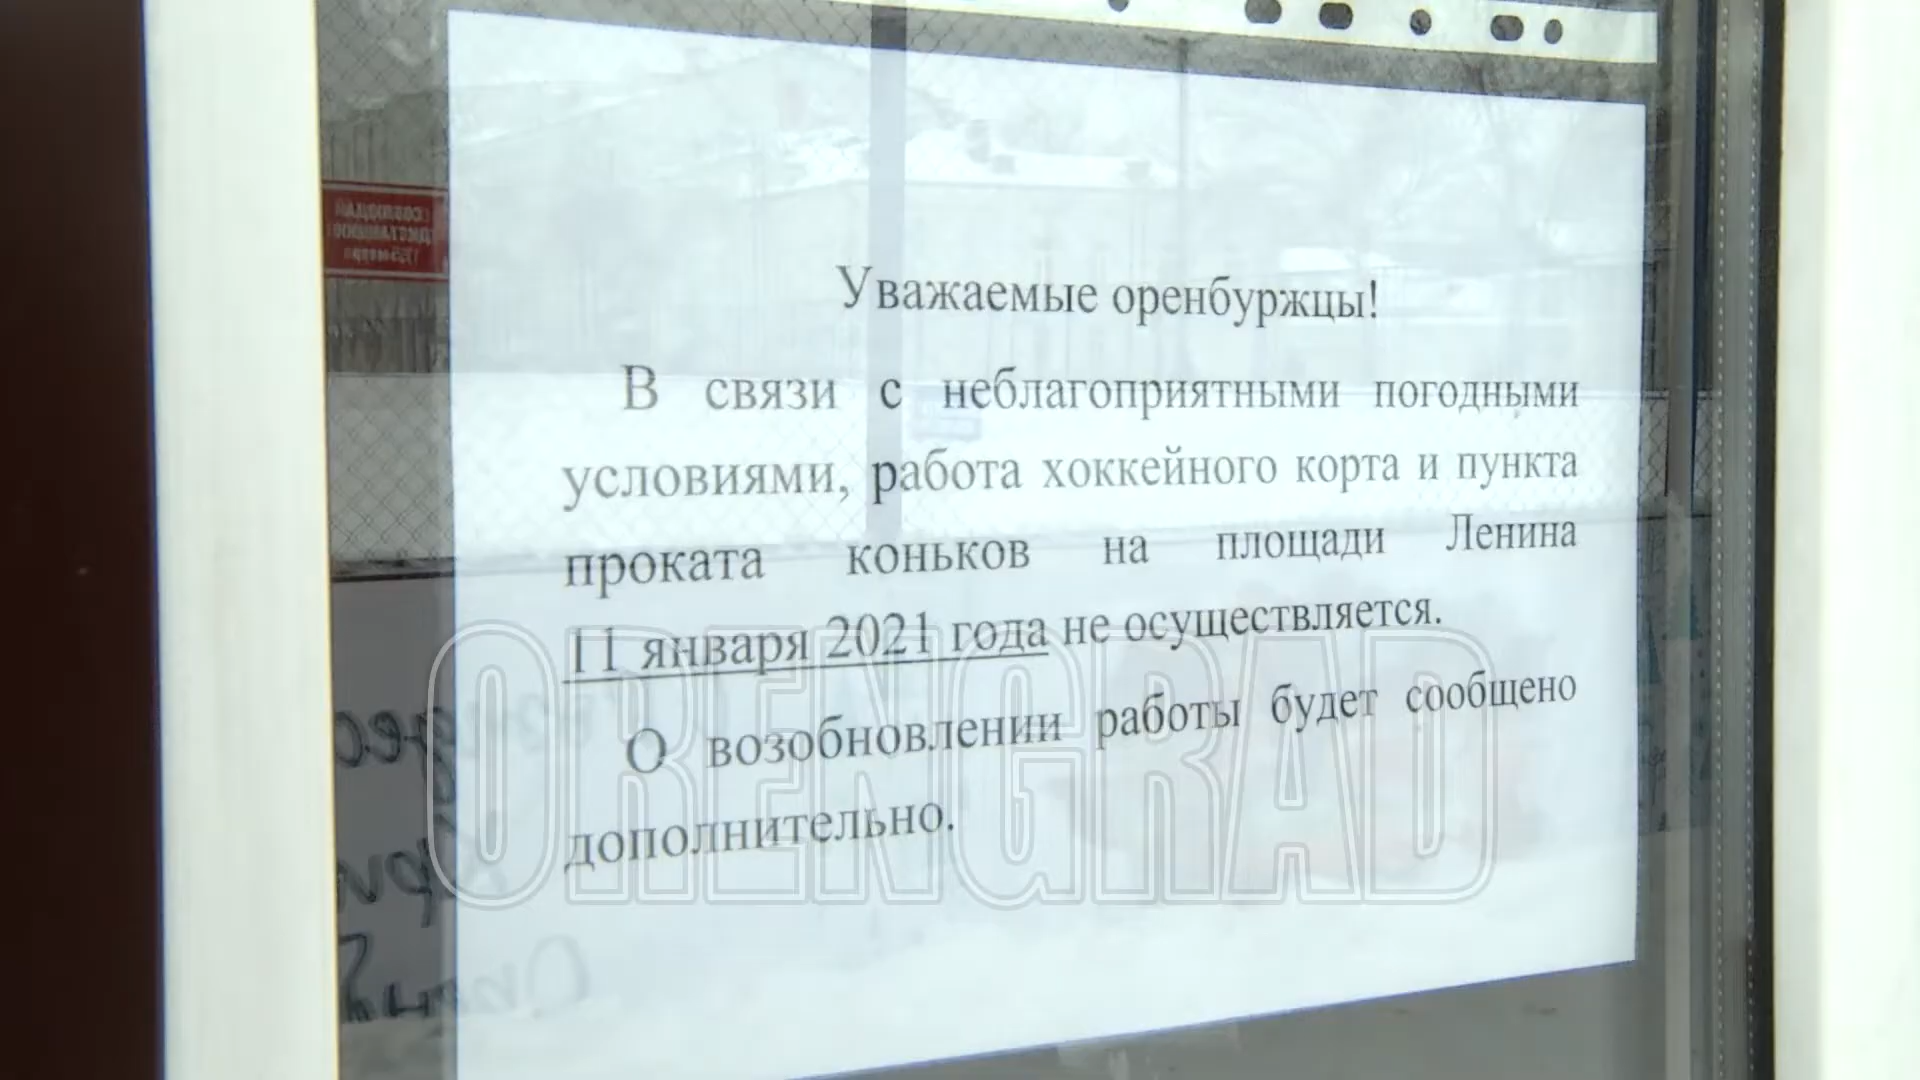 Уважаемые оренбуржцы!
В связи с неблагоприятными погодными
условиями, работа хоккейного корта и пункта
проката коньков на площади Ленина
11 января 2021 года не осуществляется.
О возобновлении работы будет сообщено
дополнительно.
ORENGRAD